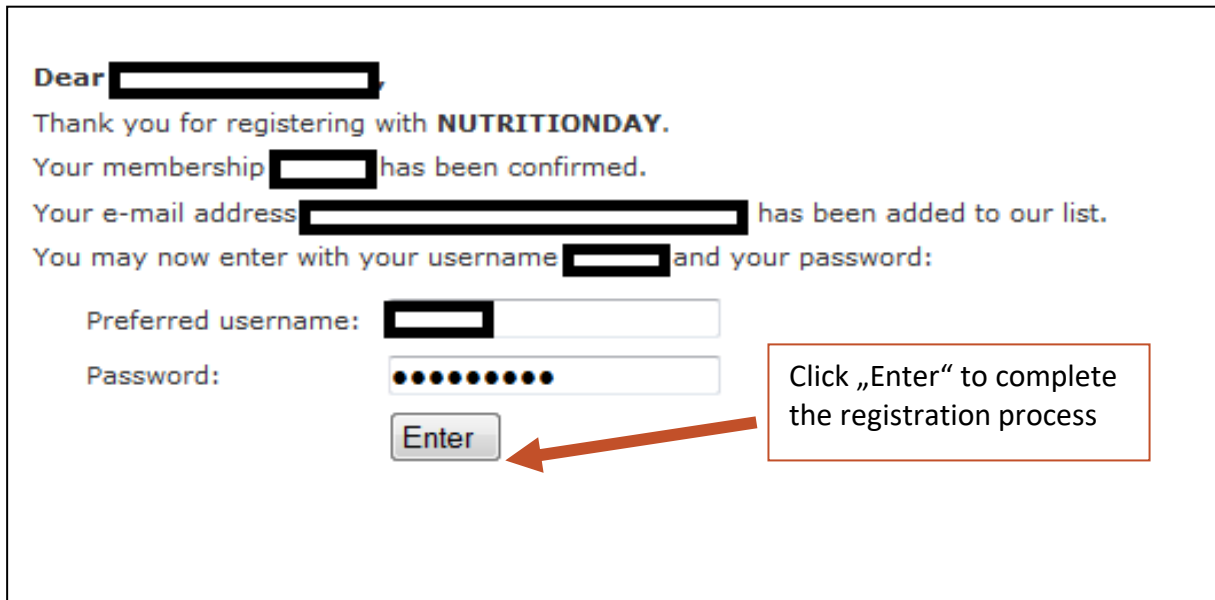 Dear ,
Thank you for registering with NUTRITIONDAY.
Your membership has been confirmed.
Your e-mail address has been added to our list.
You may now enter with your username and your password:
Preferred username:
Password: •••••••••
Enter
Click „Enter“ to complete
the registration process